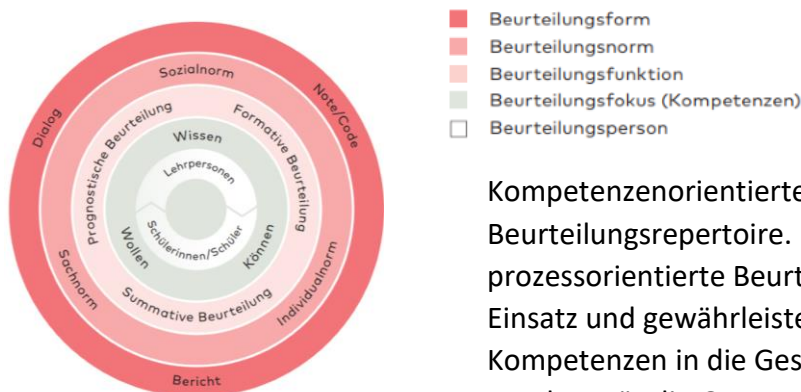 Sozialnorm
Dialog
Note/Code
Prognostische Beurteilung
Formative Beurteilung
Wissen
Lehrpersonen
Schülerinnen/Schüler
Wollen
Können
Sachnorm
Summative Beurteilung
Individualnorm
Bericht
Beurteilungsform
Beurteilungsnorm
Beurteilungsfunktion
Beurteilungsfokus (Kompetenzen)
Beurteilungsperson
Kompetenzenorientierte
Beurteilungsrepertoire.
prozessorientierte Beurt
Einsatz und gewährleiste
Kompetenzen in die Ges